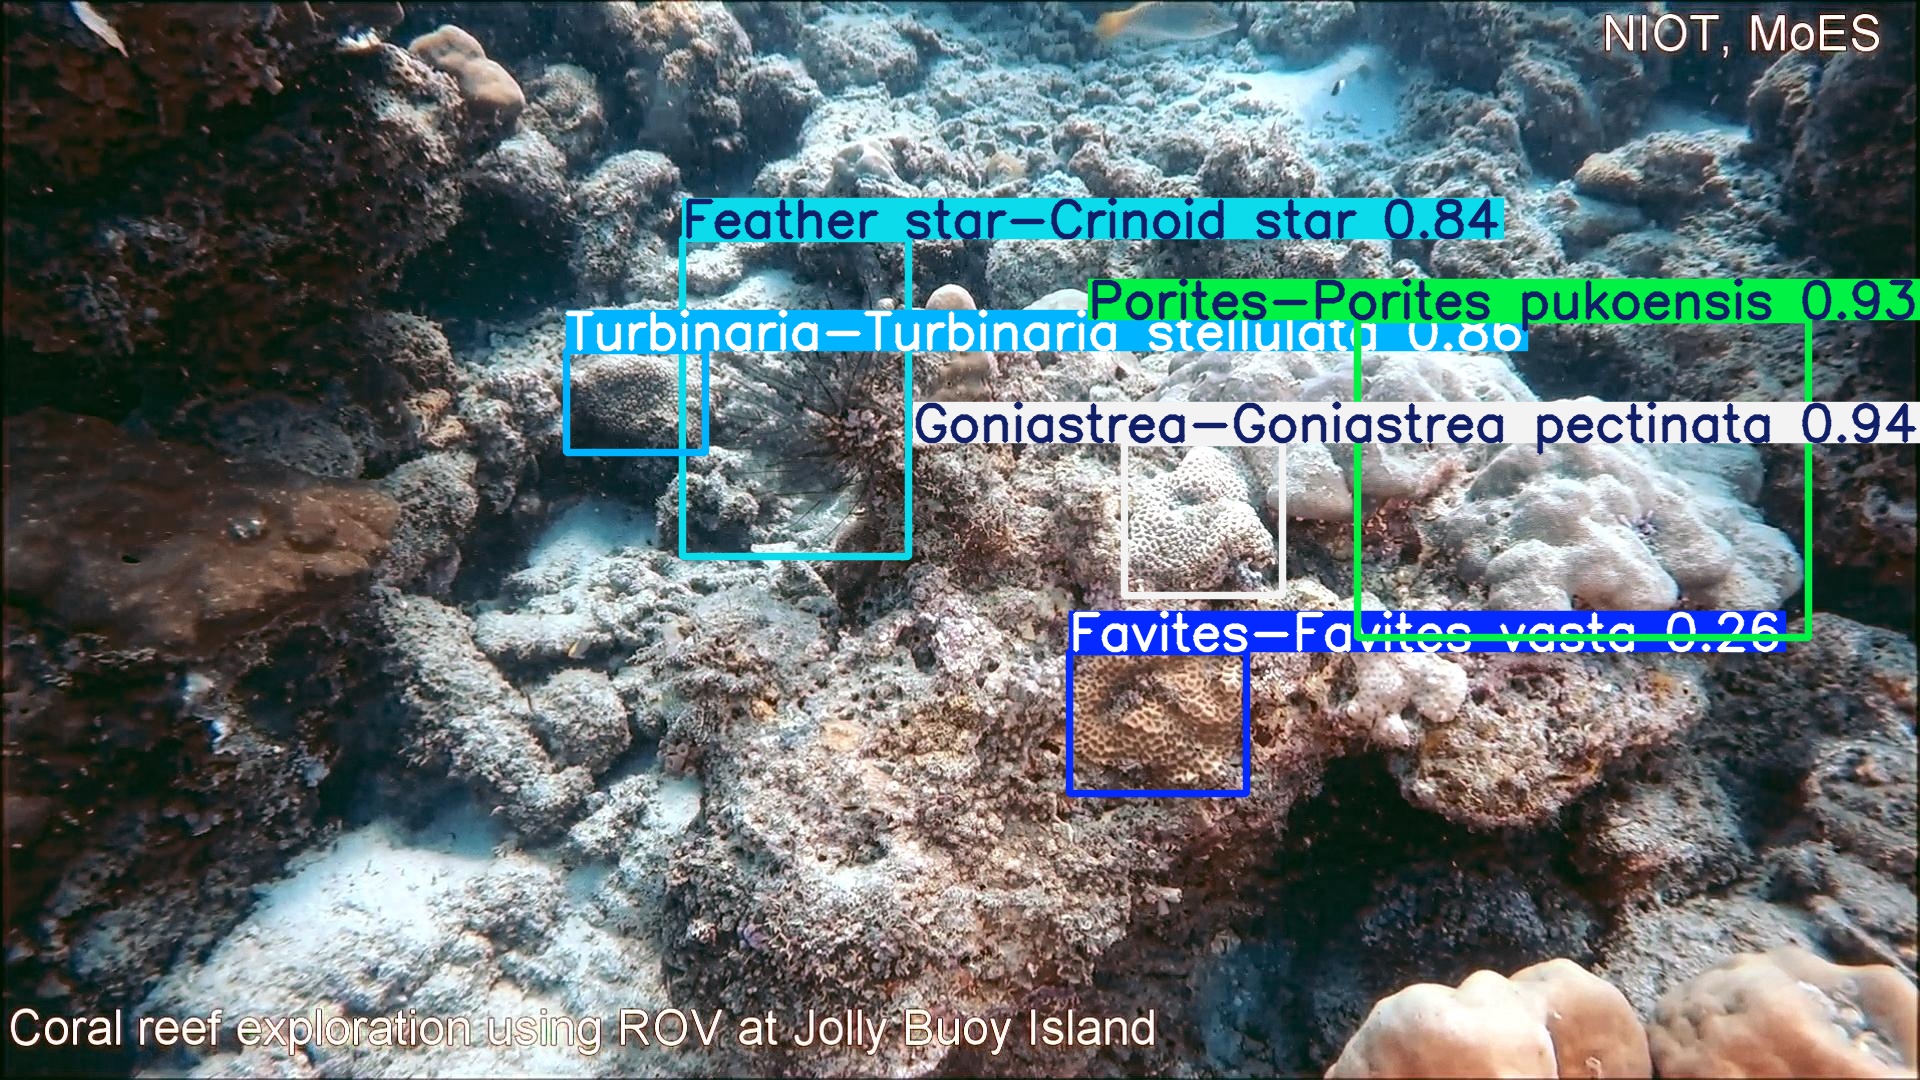 NIOT, MoES
Feather star-Crinoid star 0.84
Porites-Porites pukoensis 0.93
Turbinaria-Turbinaria stellulata 0.86
Goniastrea-Goniastrea pectinata 0.94
Favites-Favites vasta 0.26
Coral reef exploration using ROV at Jolly Buoy Island